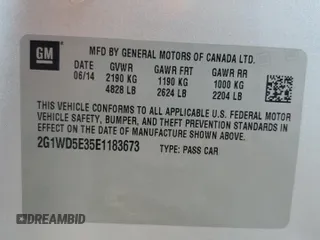 GM
MFD BY GENERAL MOTORS OF CANADA LTD.
DATE GVWR GAWR FRT GAWR RR
06/14 2190 KG 1190 KG 1000 KG
4828 LB 2624 LB 2204 LB
THIS VEHICLE CONFORMS TO ALL APPLICABLE U.S. FEDERAL MOTOR
VEHICLE SAFETY, BUMPER, AND THEFT PREVENTION STANDARDS IN
EFFECT ON THE DATE OF MANUFACTURE SHOWN ABOVE.
2G1WD5E35E1183673 TYPE: PASS CAR
DREAMBID